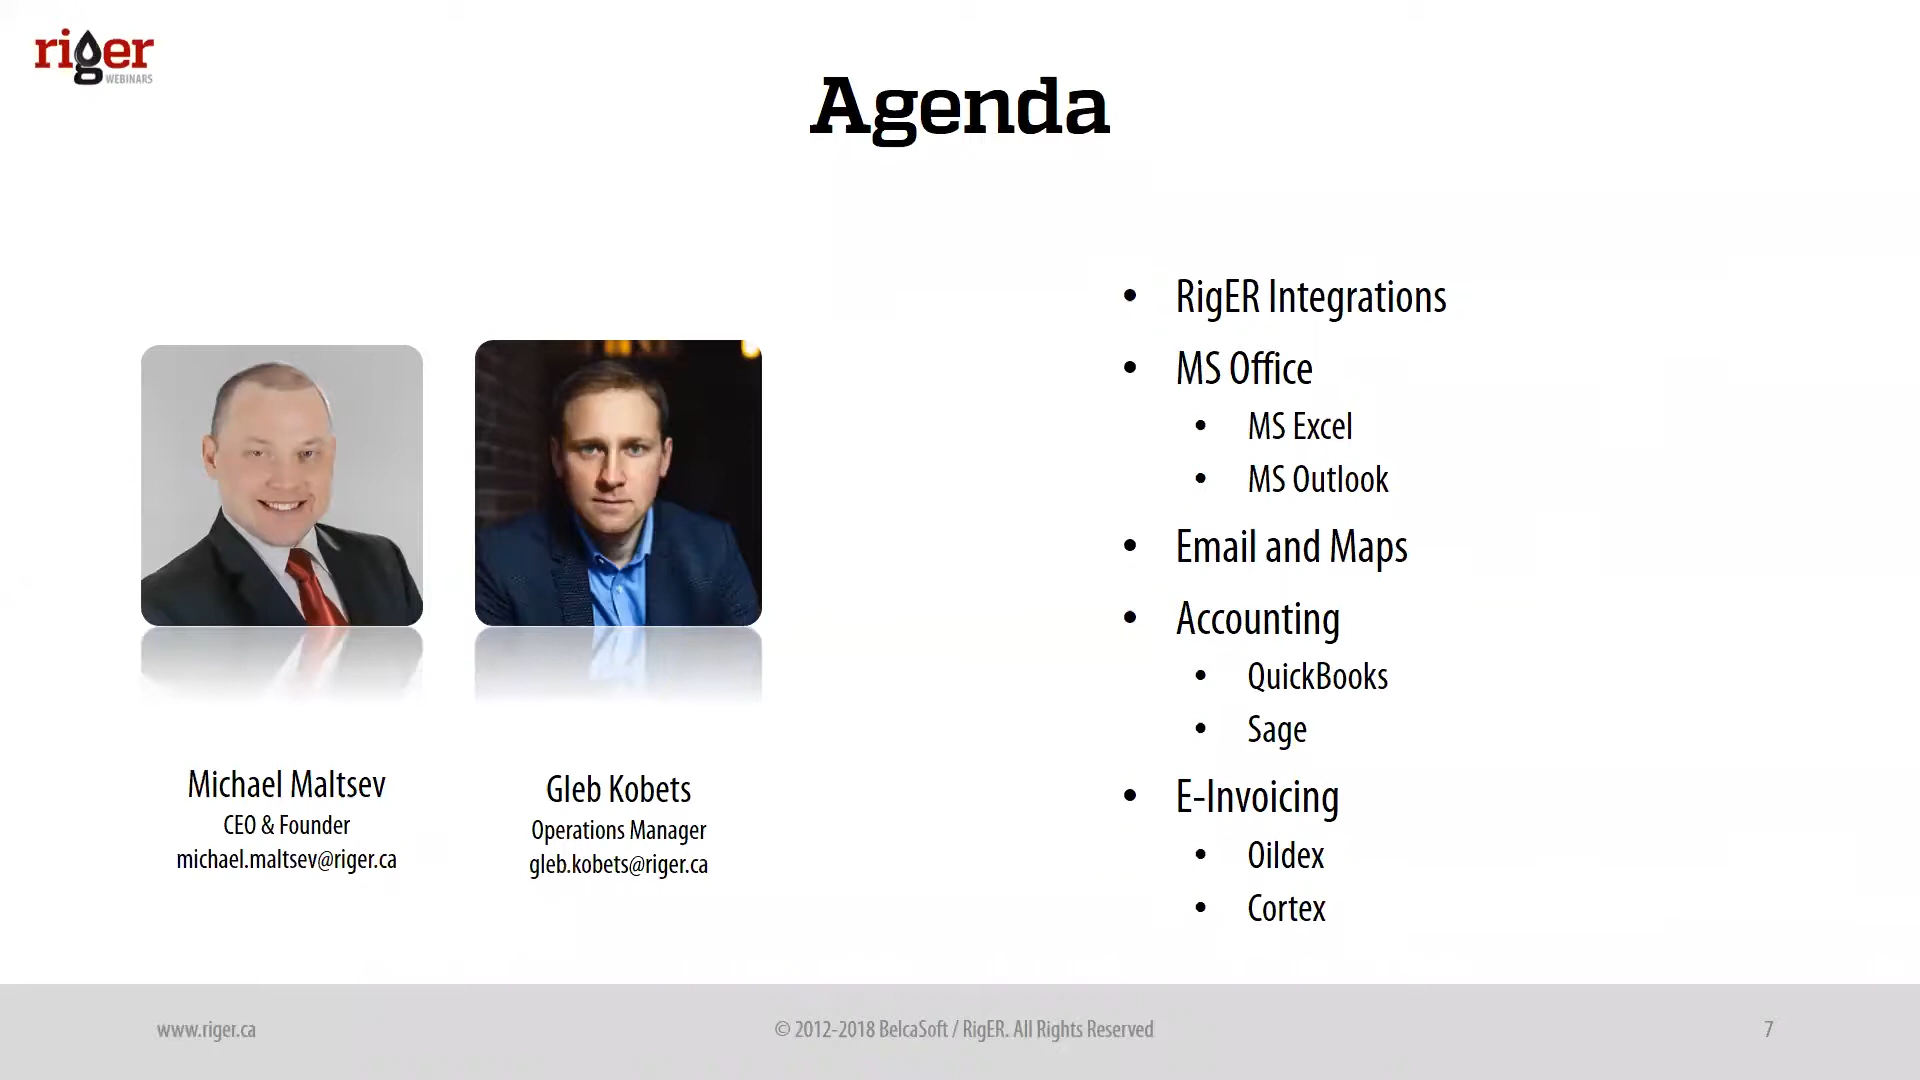 riger
WEBINARS
Agenda
• RigER Integrations
• MS Office
• MS Excel
• MS Outlook
• Email and Maps
• Accounting
• QuickBooks
• Sage
• E-Invoicing
• Oildex
• Cortex
Michael Maltsev
CEO & Founder
michael.maltsev@riger.ca
Gleb Kobets
Operations Manager
gleb.kobets@riger.ca
www.riger.ca
© 2012-2018 BelcaSoft / RigER. All Rights Reserved
7